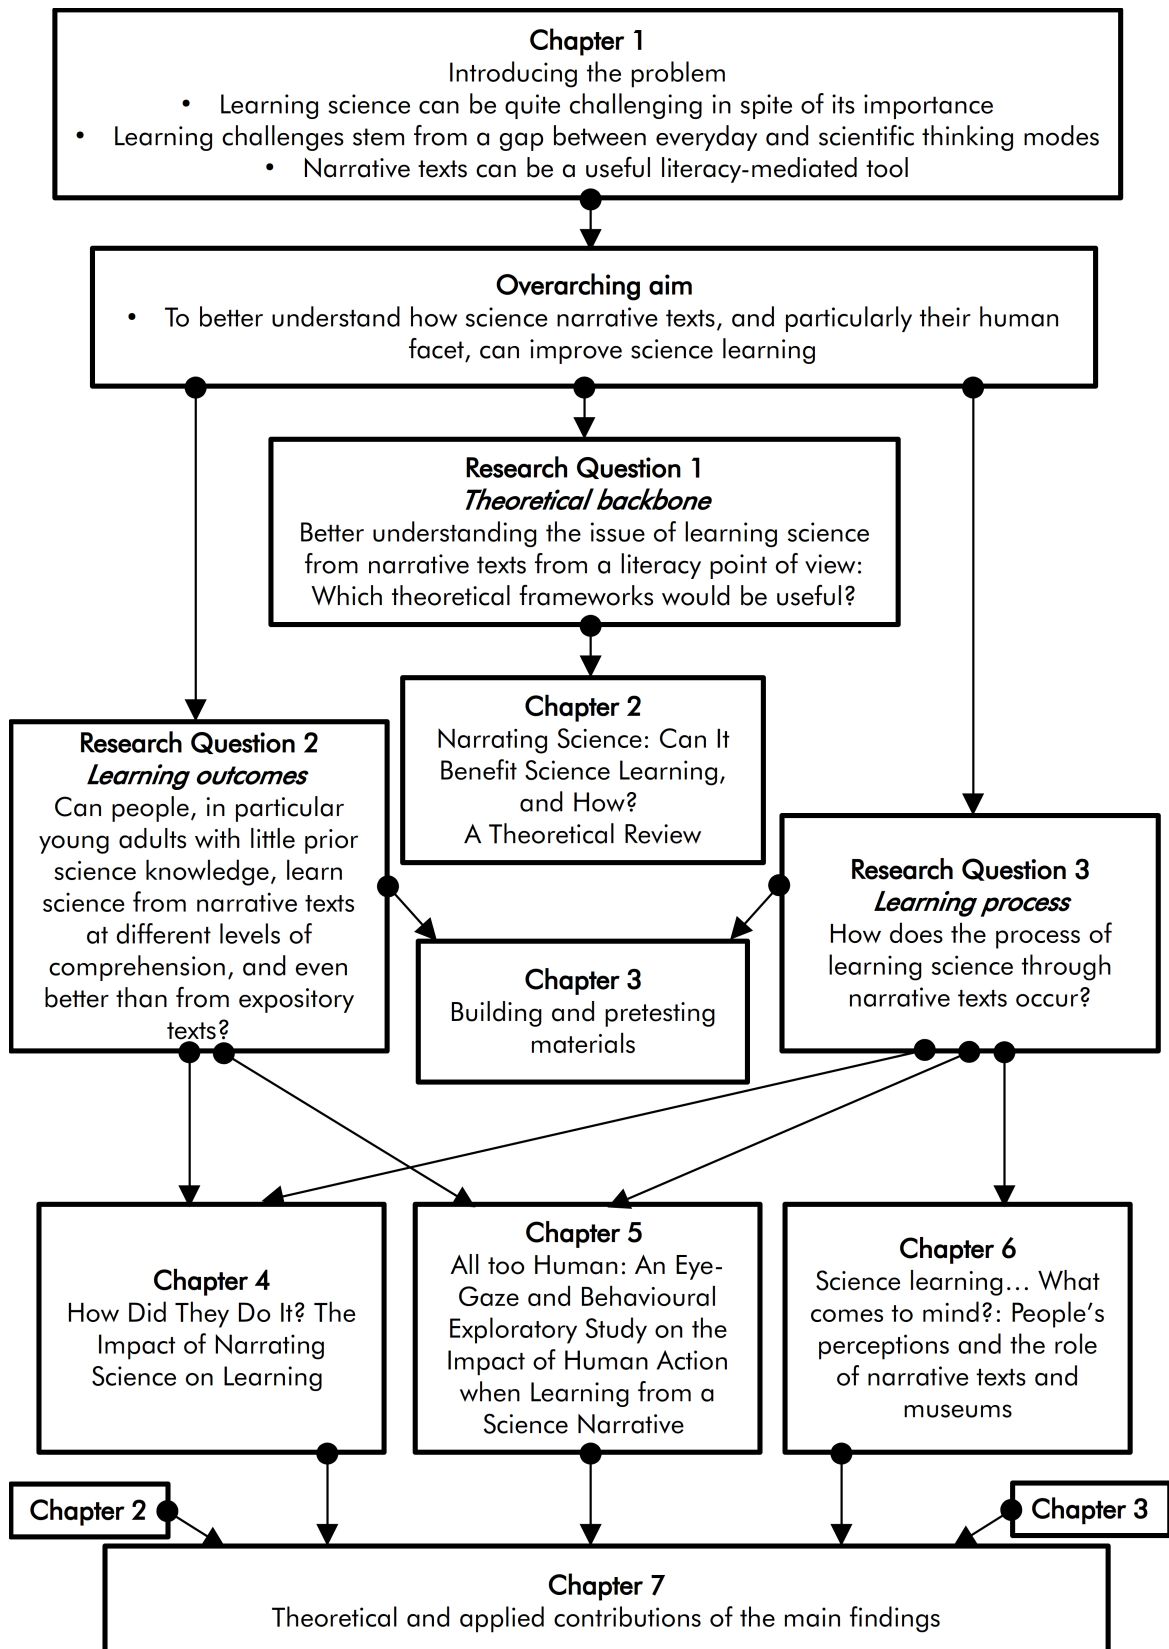 Chapter 1
Introducing the problem
• Learning science can be quite challenging in spite of its importance
• Learning challenges stem from a gap between everyday and scientific thinking modes
• Narrative texts can be a useful literacy-mediated tool
Overarching aim
• To better understand how science narrative texts, and particularly their human
facet, can improve science learning
Research Question 1
Theoretical backbone
Better understanding the issue of learning science
from narrative texts from a literacy point of view:
Which theoretical frameworks would be useful?
Chapter 2
Narrating Science: Can It
Benefit Science Learning,
and How?
A Theoretical Review
Research Question 2
Learning outcomes
Can people, in particular
young adults with little prior
science knowledge, learn
science from narrative texts
at different levels of
comprehension, and even
better than from expository
texts?
Research Question 3
Learning process
How does the process of
learning science through
narrative texts occur?
Chapter 3
Building and pretesting
materials
Chapter 4
How Did They Do It? The
Impact of Narrating
Science on Learning
Chapter 5
All too Human: An Eye-
Gaze and Behavioural
Exploratory Study on the
Impact of Human Action
when Learning from a
Science Narrative
Chapter 6
Science learning... What
comes to mind?: People's
perceptions and the role
of narrative texts and
museums
Chapter 2
Chapter 3
Chapter 7
Theoretical and applied contributions of the main findings